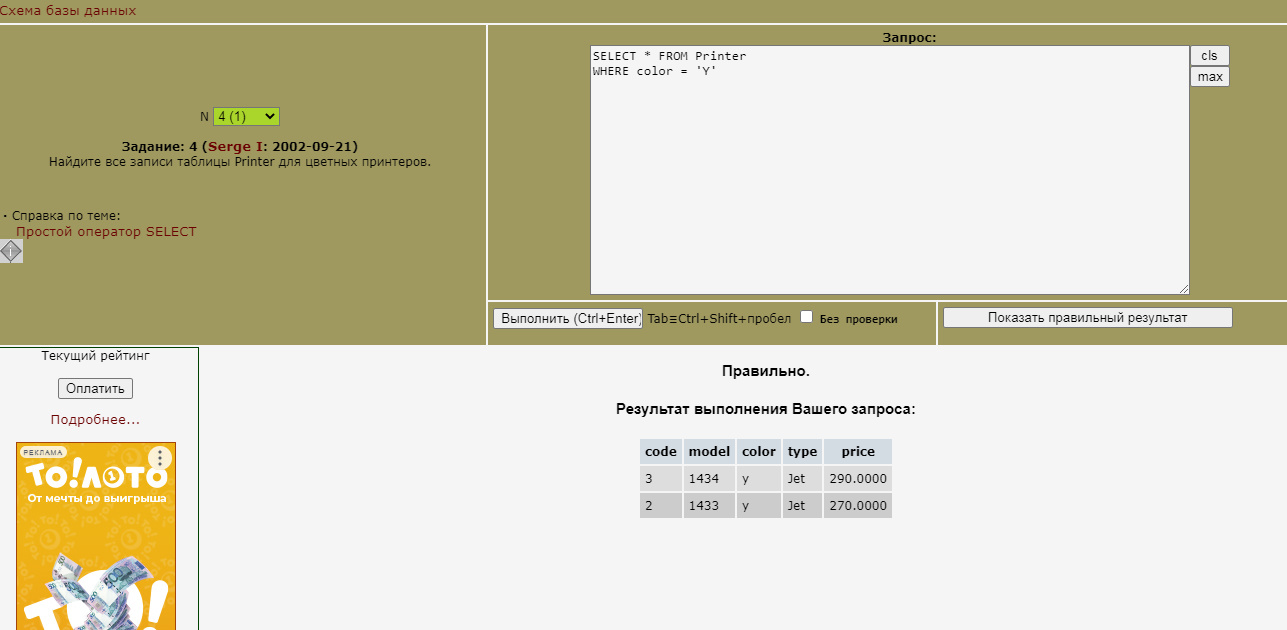 Схема базы данных
N 4 (1)
Задание: 4 (Serge I: 2002-09-21)
Найдите все записи таблицы Printer для цветных принтеров.
· Справка по теме:
Простой оператор SELECT
i
Запрос:
SELECT * FROM Printer
WHERE color = 'Y'
cls
max
Выполнить (Ctrl+Enter) Tab≡Ctrl+Shift+пробел Без проверки
Показать правильный результат
Текущий рейтинг
Оплатить
Подробнее...
РЕКЛАМА
ТО!ЛОТО
От мечты до выигрыша
Правильно.
Результат выполнения Вашего запроса:
code model color type price
3 1434 y Jet 290.0000
2 1433 y Jet 270.0000